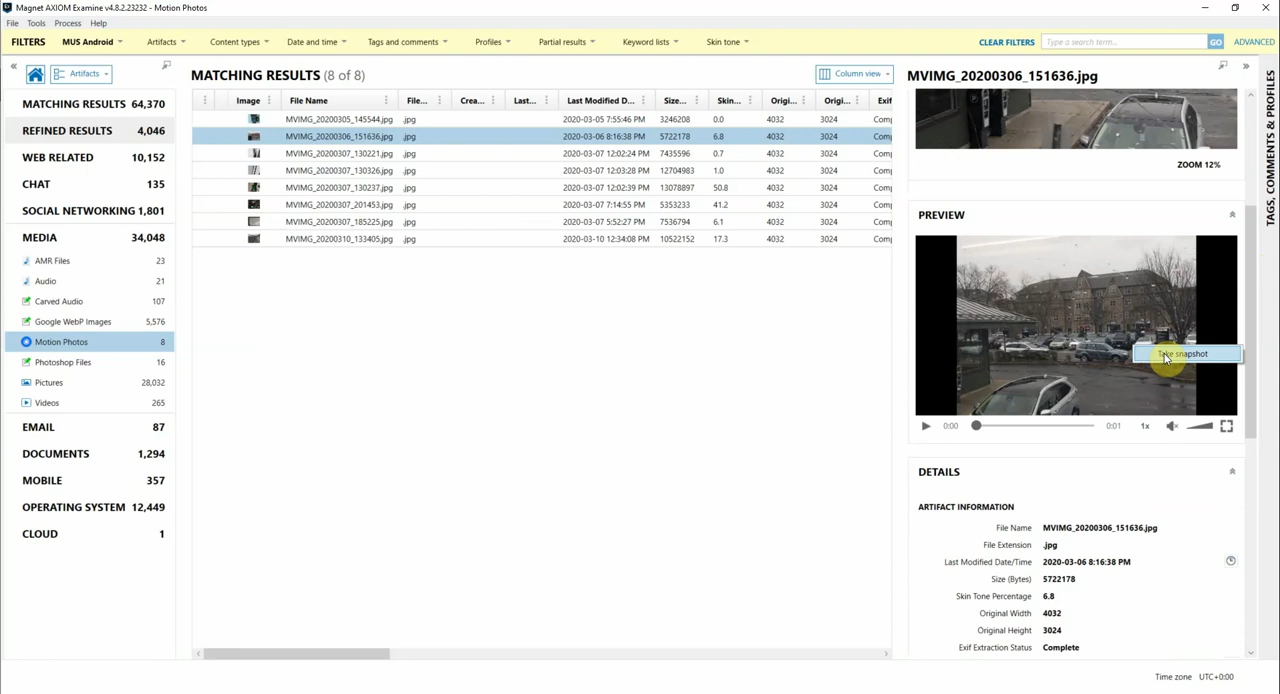 Magnet AXIOM Examine v4.8.2.23232 - Motion Photos
File Tools Process Help
FILTERS MUS Android Artifacts Content types Date and time Tags and comments Profiles Partial results Keyword lists Skin tone CLEAR FILTERS Type a search term... GO ADVANCED
Artifacts
MATCHING RESULTS (8 of 8) Column view
MATCHING RESULTS 64,370
REFINED RESULTS 4,046
WEB RELATED 10,152
CHAT 135
SOCIAL NETWORKING 1,801
MEDIA 34,048
AMR Files 23
Audio 21
Carved Audio 107
Google WebP Images 5,576
Motion Photos 8
Photoshop Files 16
Pictures 28,032
Videos 265
EMAIL 87
DOCUMENTS 1,294
MOBILE 357
OPERATING SYSTEM 12,449
CLOUD 1
Image File Name File... Crea... Last... Last Modified D... Size... Skin... Origi... Origi... Exif
MVIMG_20200305_145544.jpg .jpg 2020-03-05 7:55:46 PM 3246208 0.0 4032 3024 Com
MVIMG_20200306_151636.jpg .jpg 2020-03-06 8:16:38 PM 5722178 6.8 4032 3024 Com
MVIMG_20200307_130221.jpg .jpg 2020-03-07 12:02:24 PM 7435596 0.7 4032 3024 Com
MVIMG_20200307_130326.jpg .jpg 2020-03-07 12:03:28 PM 12704983 1.0 4032 3024 Com
MVIMG_20200307_130237.jpg .jpg 2020-03-07 12:02:39 PM 13078897 50.8 4032 3024 Com
MVIMG_20200307_201453.jpg .jpg 2020-03-07 7:14:55 PM 5353233 41.2 4032 3024 Com
MVIMG_20200307_185225.jpg .jpg 2020-03-07 5:52:27 PM 7536794 6.1 4032 3024 Com
MVIMG_20200310_133405.jpg .jpg 2020-03-10 12:34:08 PM 10522152 17.3 4032 3024 Com
MVIMG_20200306_151636.jpg
ZOOM 12%
PREVIEW
Take snapshot
0:00 0:01 1x
DETAILS
ARTIFACT INFORMATION
File Name MVIMG_20200306_151636.jpg
File Extension .jpg
Last Modified Date/Time 2020-03-06 8:16:38 PM
Size (Bytes) 5722178
Skin Tone Percentage 6.8
Original Width 4032
Original Height 3024
Exif Extraction Status Complete
TAGS, COMMENTS & PROFILES
Time zone UTC+0:00